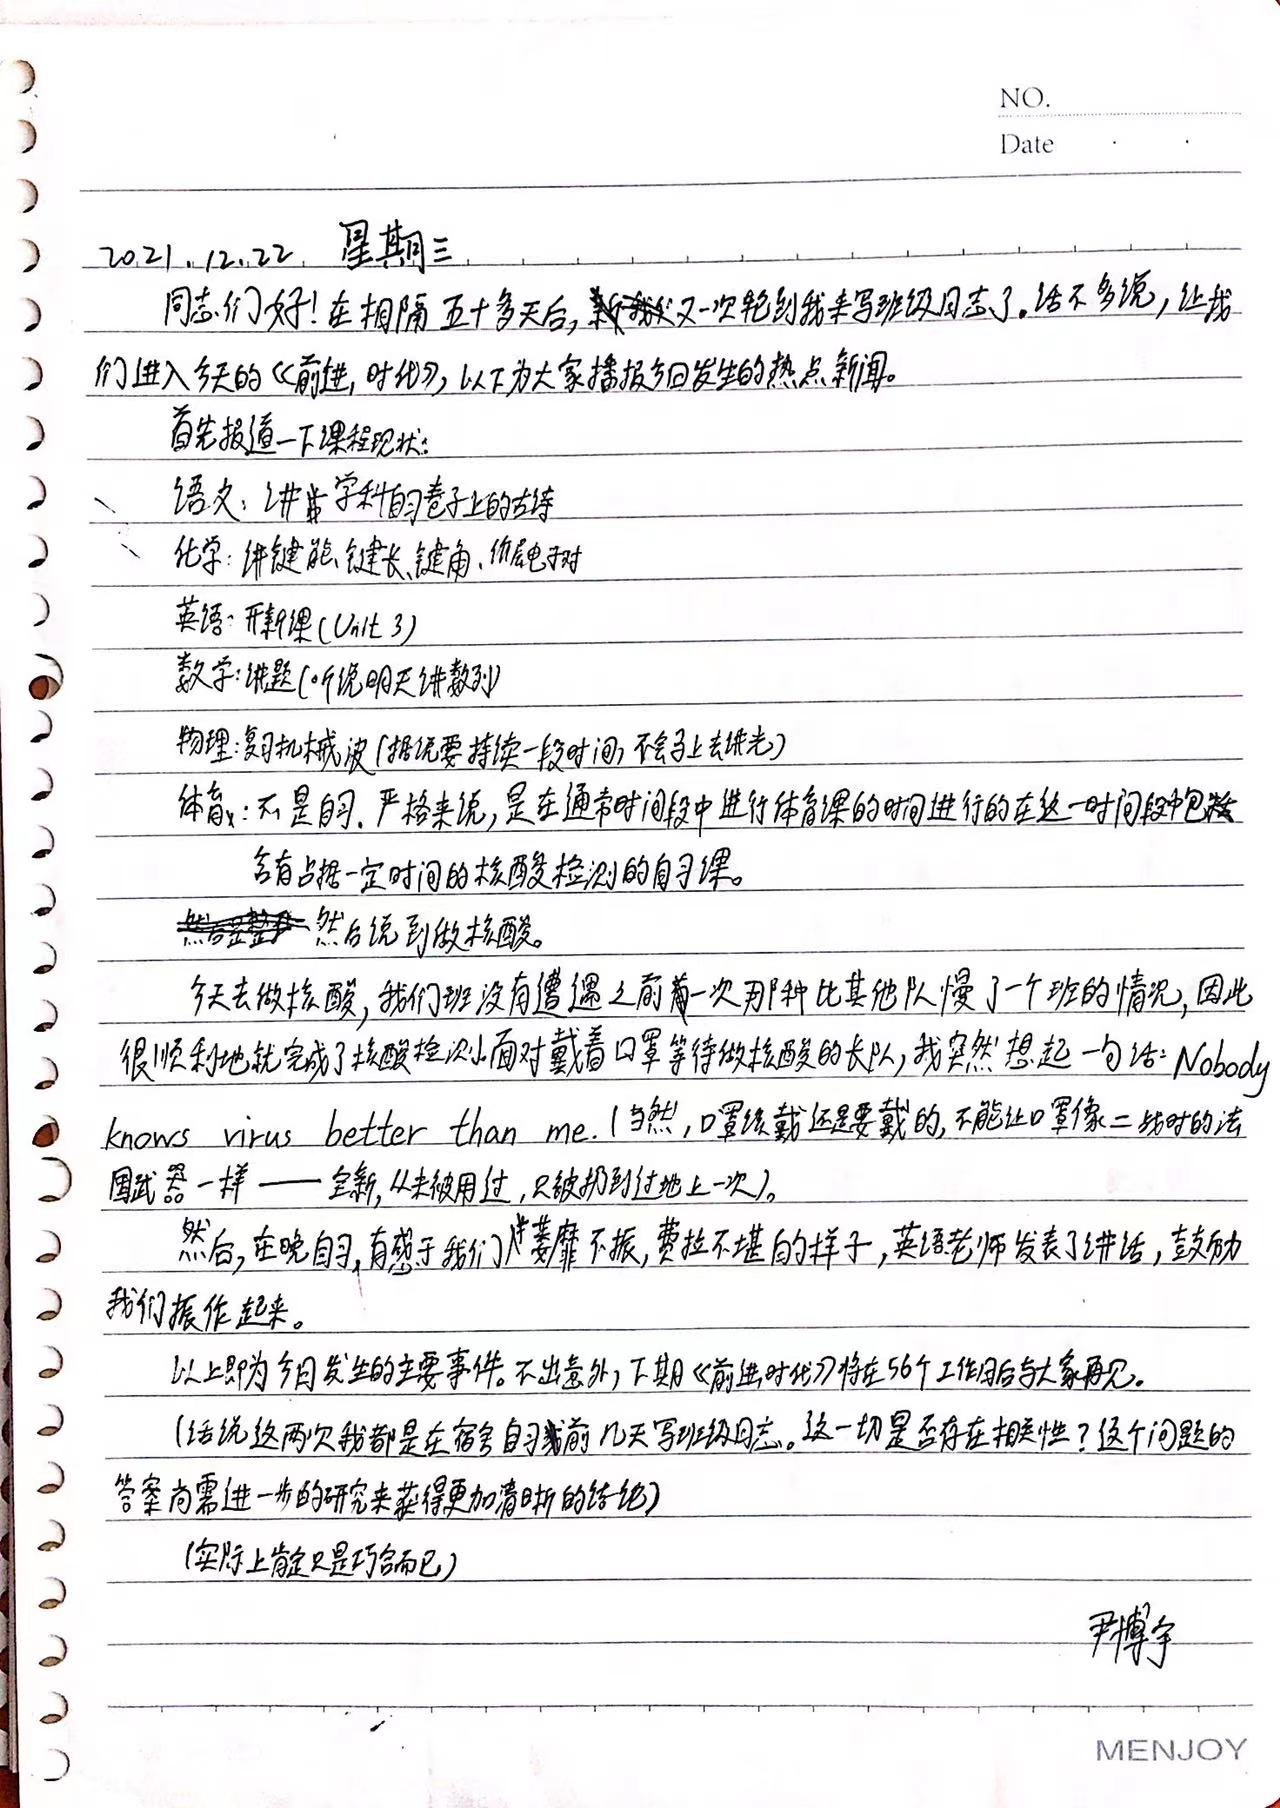 NO.
Date
2021.12.22 星期三
同志们好!在相隔五十多天后,又一次轮到我来写班级日志了。话不多说,让我
们进入今天的《前进,时代》,以下为大家播报今日发生的热点新闻。
首先报道一下课程现状:
语文:讲学科自习卷子上的古诗
化学:讲键能、键长、键角、价层电子对
英语:开新课(Unit 3)
数学:讲题(听说明天讲数列)
物理:复习机械波(据说要持续一段时间,不会马上去讲光)
体育:不是自习.严格来说,是在通常时间段中进行体育课的时间进行的在这一时间段中包
含有占据一定时间的核酸检测的自习课。
然后说到做核酸。
今天去做核酸,我们班没有遭遇之前有一次那种比其他队慢了一个班的情况,因此
很顺利地就完成了核酸检测。面对戴着口罩等待做核酸的长队,我突然想起一句话:Nobody
knows virus better than me.(当然,口罩该戴还是要戴的,不能让口罩像二战时的法
国武器一样——全新,从未被用过,只被扔到过地上一次)。
然后,在晚自习,有感于我们萎靡不振,费拉不堪的样子,英语老师发表了讲话,鼓励
我们振作起来。
以上即为今日发生的主要事件。不出意外,下期《前进,时代》将在56个工作日后与大家再见。
(话说这两次我都是在宿舍自习前几天写班级日志。这一切是否存在相关性?这个问题的
答案尚需进一步的研究来获得更加清晰的结论)
(实际上肯定只是巧合而已)
尹博宇
MENJOY